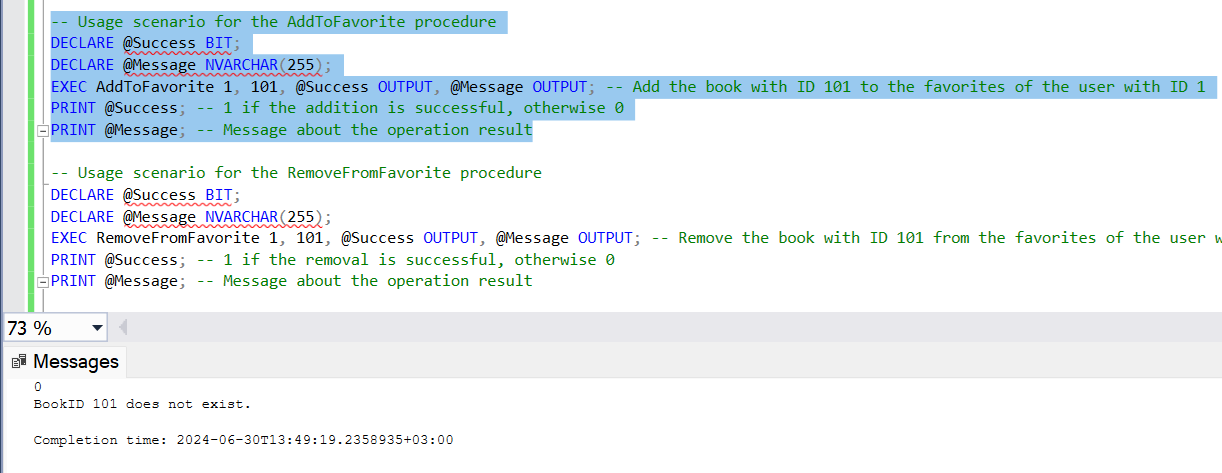 -- Usage scenario for the AddToFavorite procedure
DECLARE @Success BIT;
DECLARE @Message NVARCHAR(255);
EXEC AddToFavorite 1, 101, @Success OUTPUT, @Message OUTPUT; -- Add the book with ID 101 to the favorites of the user with ID 1
PRINT @Success; -- 1 if the addition is successful, otherwise 0
PRINT @Message; -- Message about the operation result
-- Usage scenario for the RemoveFromFavorite procedure
DECLARE @Success BIT;
DECLARE @Message NVARCHAR(255);
EXEC RemoveFromFavorite 1, 101, @Success OUTPUT, @Message OUTPUT; -- Remove the book with ID 101 from the favorites of the user
PRINT @Success; -- 1 if the removal is successful, otherwise 0
PRINT @Message; -- Message about the operation result
73 %
Messages
0
BookID 101 does not exist.
Completion time: 2024-06-30T13:49:19.2358935+03:00